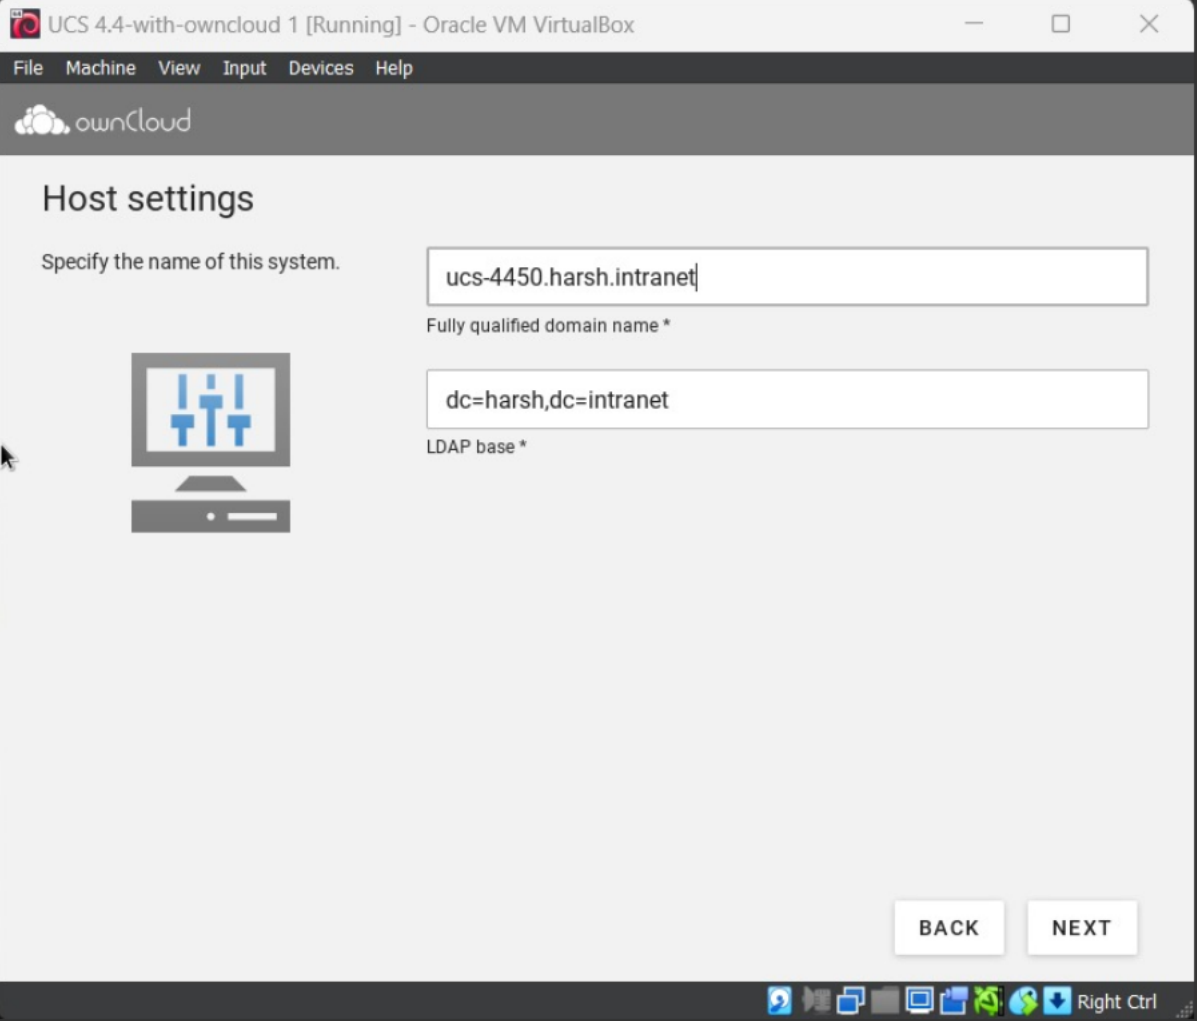 UCS 4.4-with-owncloud 1 [Running] - Oracle VM VirtualBox
File Machine View Input Devices Help
ownCloud
Host settings
Specify the name of this system.
ucs-4450.harsh.intranet
Fully qualified domain name *
dc=harsh,dc=intranet
LDAP base *
BACK NEXT
Right Ctrl